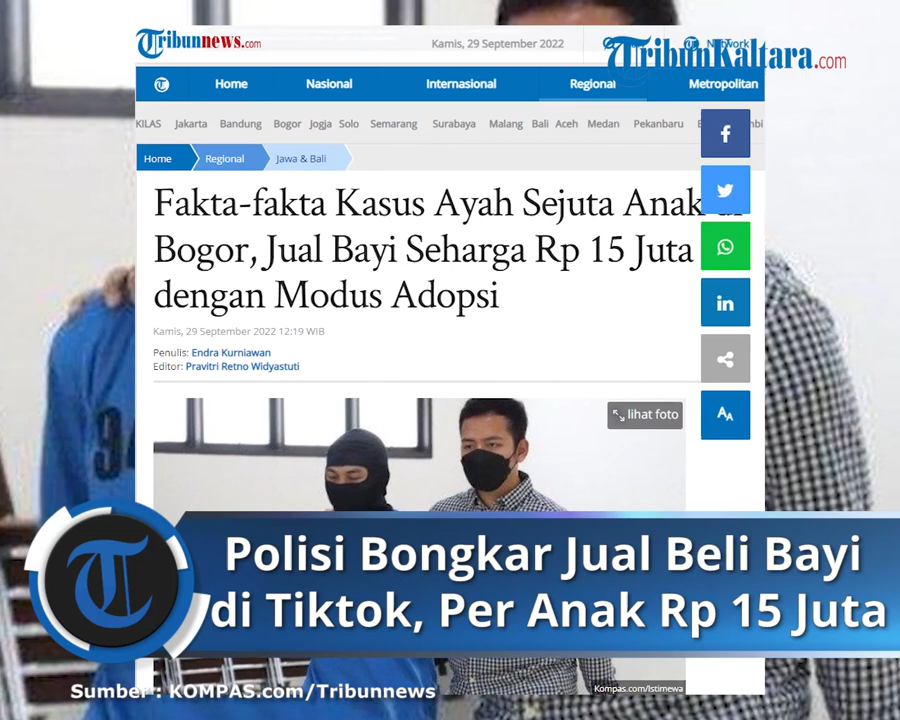 Tribunnews.com
Kamis, 29 September 2022
Network
TribunKaltara.com
Home Nasional Internasional Regional Metropolitan
KILAS Jakarta Bandung Bogor Jogja Solo Semarang Surabaya Malang Bali Aceh Medan Pekanbaru
Home Regional Jawa & Bali
Fakta-fakta Kasus Ayah Sejuta Anak di
Bogor, Jual Bayi Seharga Rp 15 Juta
dengan Modus Adopsi
Kamis, 29 September 2022 12:19 WIB
Penulis: Endra Kurniawan
Editor: Pravitri Retno Widyastuti
AA
lihat foto
Polisi Bongkar Jual Beli Bayi
di Tiktok, Per Anak Rp 15 Juta
Kompas.com/Istimewa
Sumber : KOMPAS.com/Tribunnews